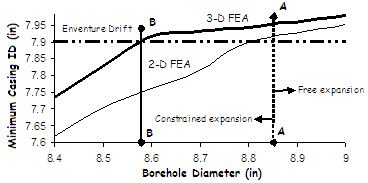 B
3-D FEA
A
7.95
Enventure Drift
7.9
7.85
2-D FEA
7.8
7.75
Free expansion
7.7
Constrained expansion
7.65
B
A
7.6
8.4
8.5
8.6
8.7
8.8
8.9
9
Borehole Diameter (in)
Minimum Casing ID (in)